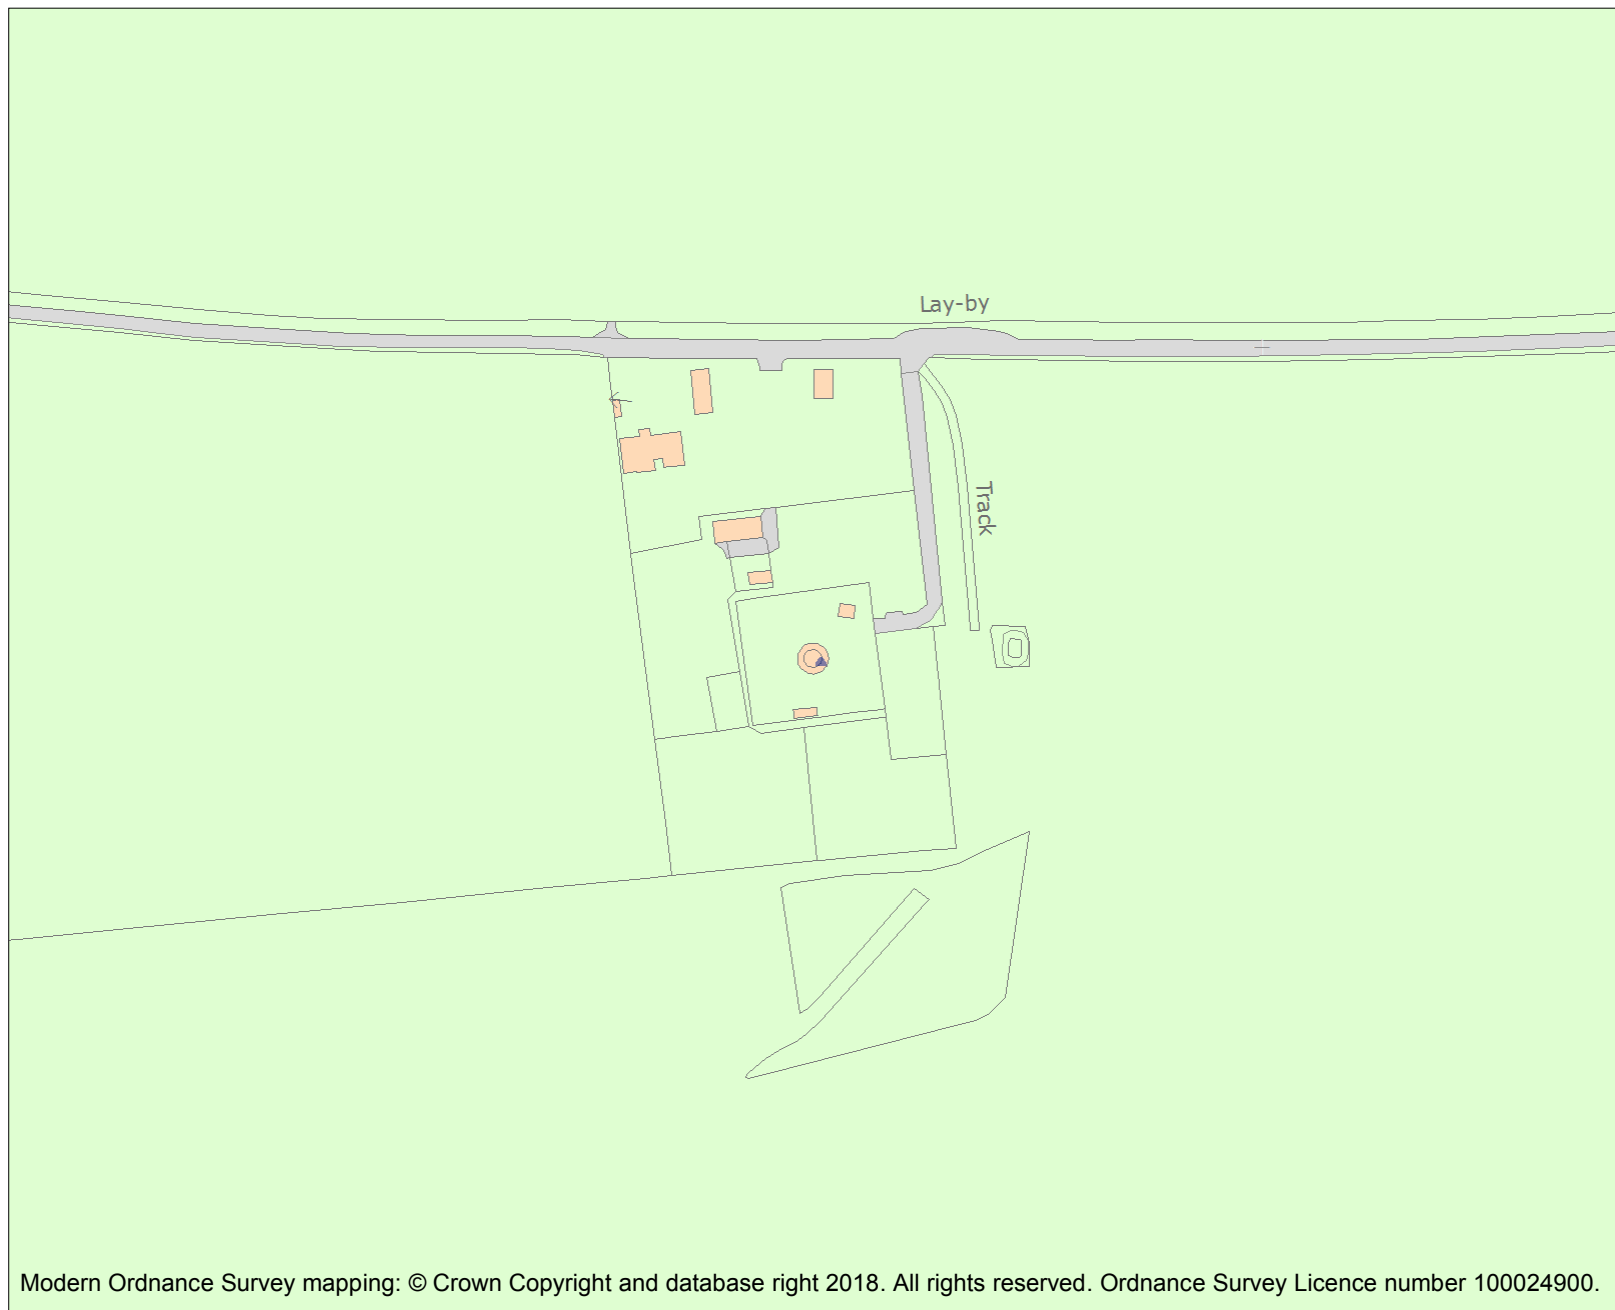 Lay-by
Track
Modern Ordnance Survey mapping: © Crown Copyright and database right 2018. All rights reserved. Ordnance Survey Licence number 100024900.